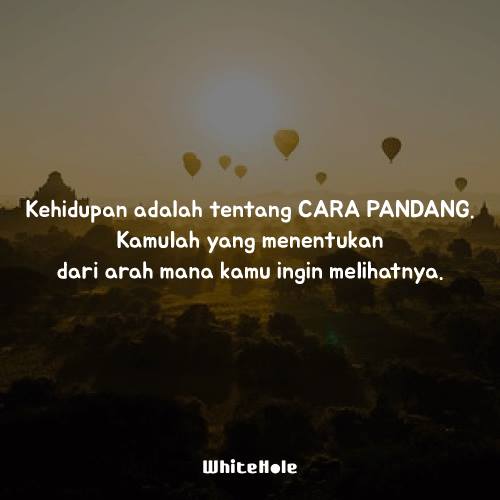 Kehidupan adalah tentang CARA PANDANG.
Kamulah yang menentukan
dari arah mana kamu ingin melihatnya.
WhiteHole